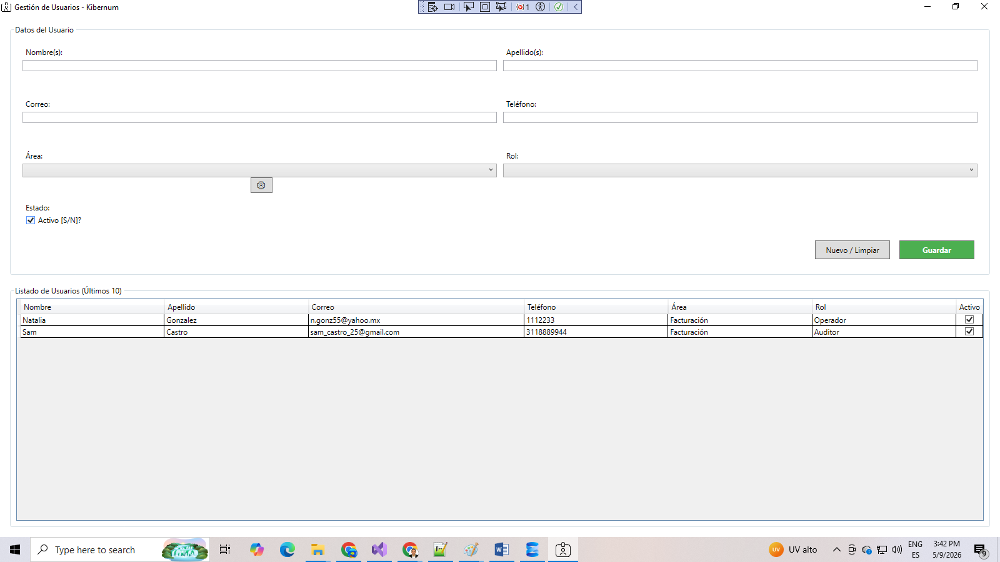 Gestión de Usuarios - Kibernum
1
Datos del Usuario
Nombre(s): Apellido(s):
Correo: Teléfono:
Área: Rol:
Estado:
Activo [S/N]?
Nuevo / Limpiar Guardar
Listado de Usuarios (Últimos 10)
Nombre Apellido Correo Teléfono Área Rol Activo
Natalia Gonzalez n.gonz55@yahoo.mx 1112233 Facturación Operador
Sam Castro sam_castro_25@gmail.com 3118889944 Facturación Auditor
Type here to search
UV UV alto
ENG
ES
3:42 PM
5/9/2026
9